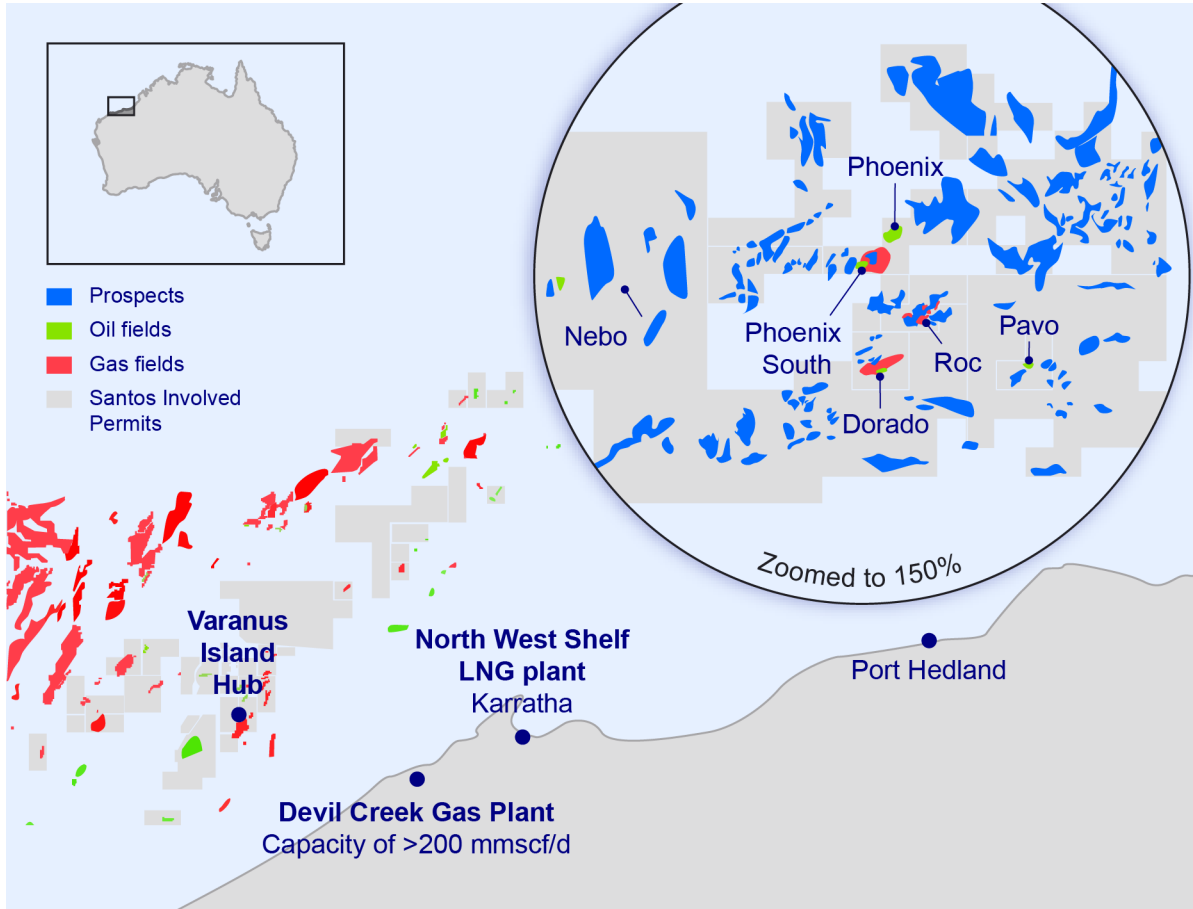 Prospects
Oil fields
Gas fields
Santos Involved
Permits
Phoenix
Nebo
Phoenix
South
Roc
Pavo
Dorado
Zoomed to 150%
Varanus
Island
Hub
North West Shelf
LNG plant
Karratha
Port Hedland
Devil Creek Gas Plant
Capacity of >200 mmscf/d